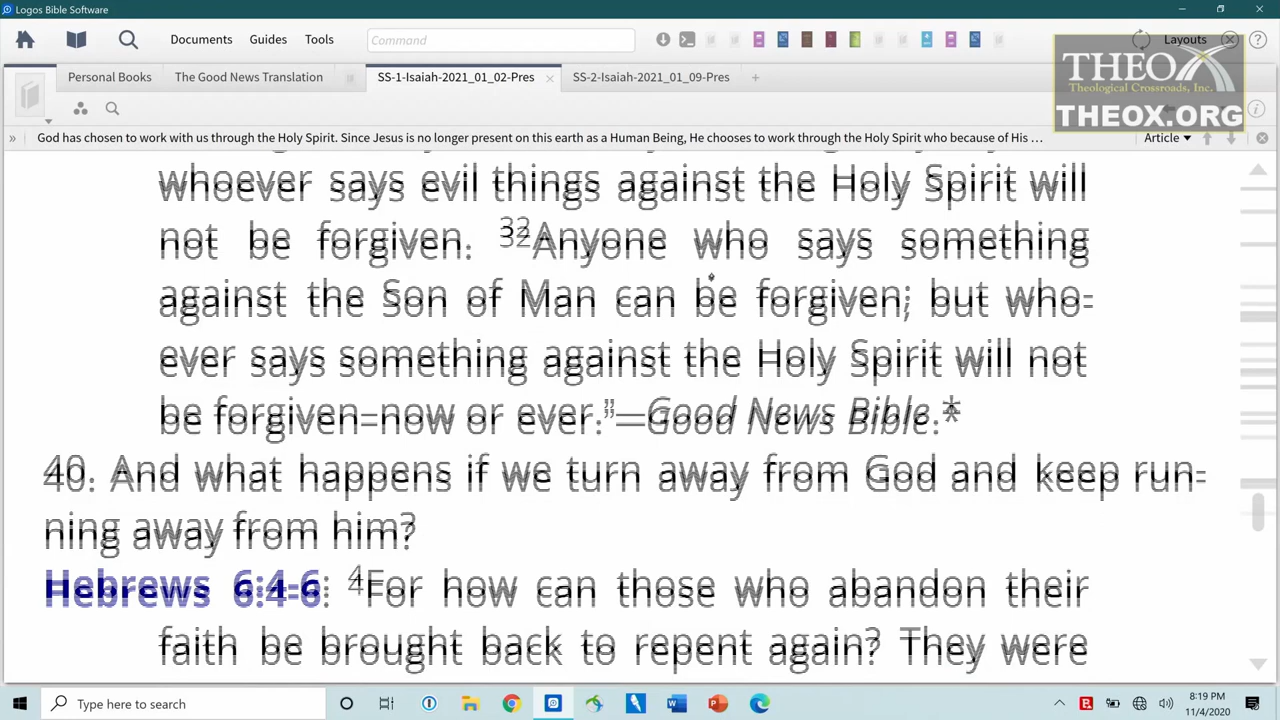 Logos Bible Software
Documents Guides Tools Command Layouts
THEOX
Theological Crossroads, Inc.
THEOX.ORG
Personal Books The Good News Translation SS-1-Isaiah-2021_01_02-Pres SS-2-Isaiah-2021_01_09-Pres
God has chosen to work with us through the Holy Spirit. Since Jesus is no longer present on the earth as a Human Being, He chooses to work through the Holy Spirit who because of His ... Article
whoever says evil things against the Holy Spirit will
not be forgiven. 32Anyone who says something
against the Son of Man can be forgiven; but who-
ever says something against the Holy Spirit will not
be forgiven—now or ever.”—Good News Bible.*
40. And what happens if we turn away from God and keep run-
ning away from him?
Hebrews 6:4-6: 4For how can those who abandon their
faith be brought back to repent again? They were
Type here to search
8:19 PM
11/4/2020